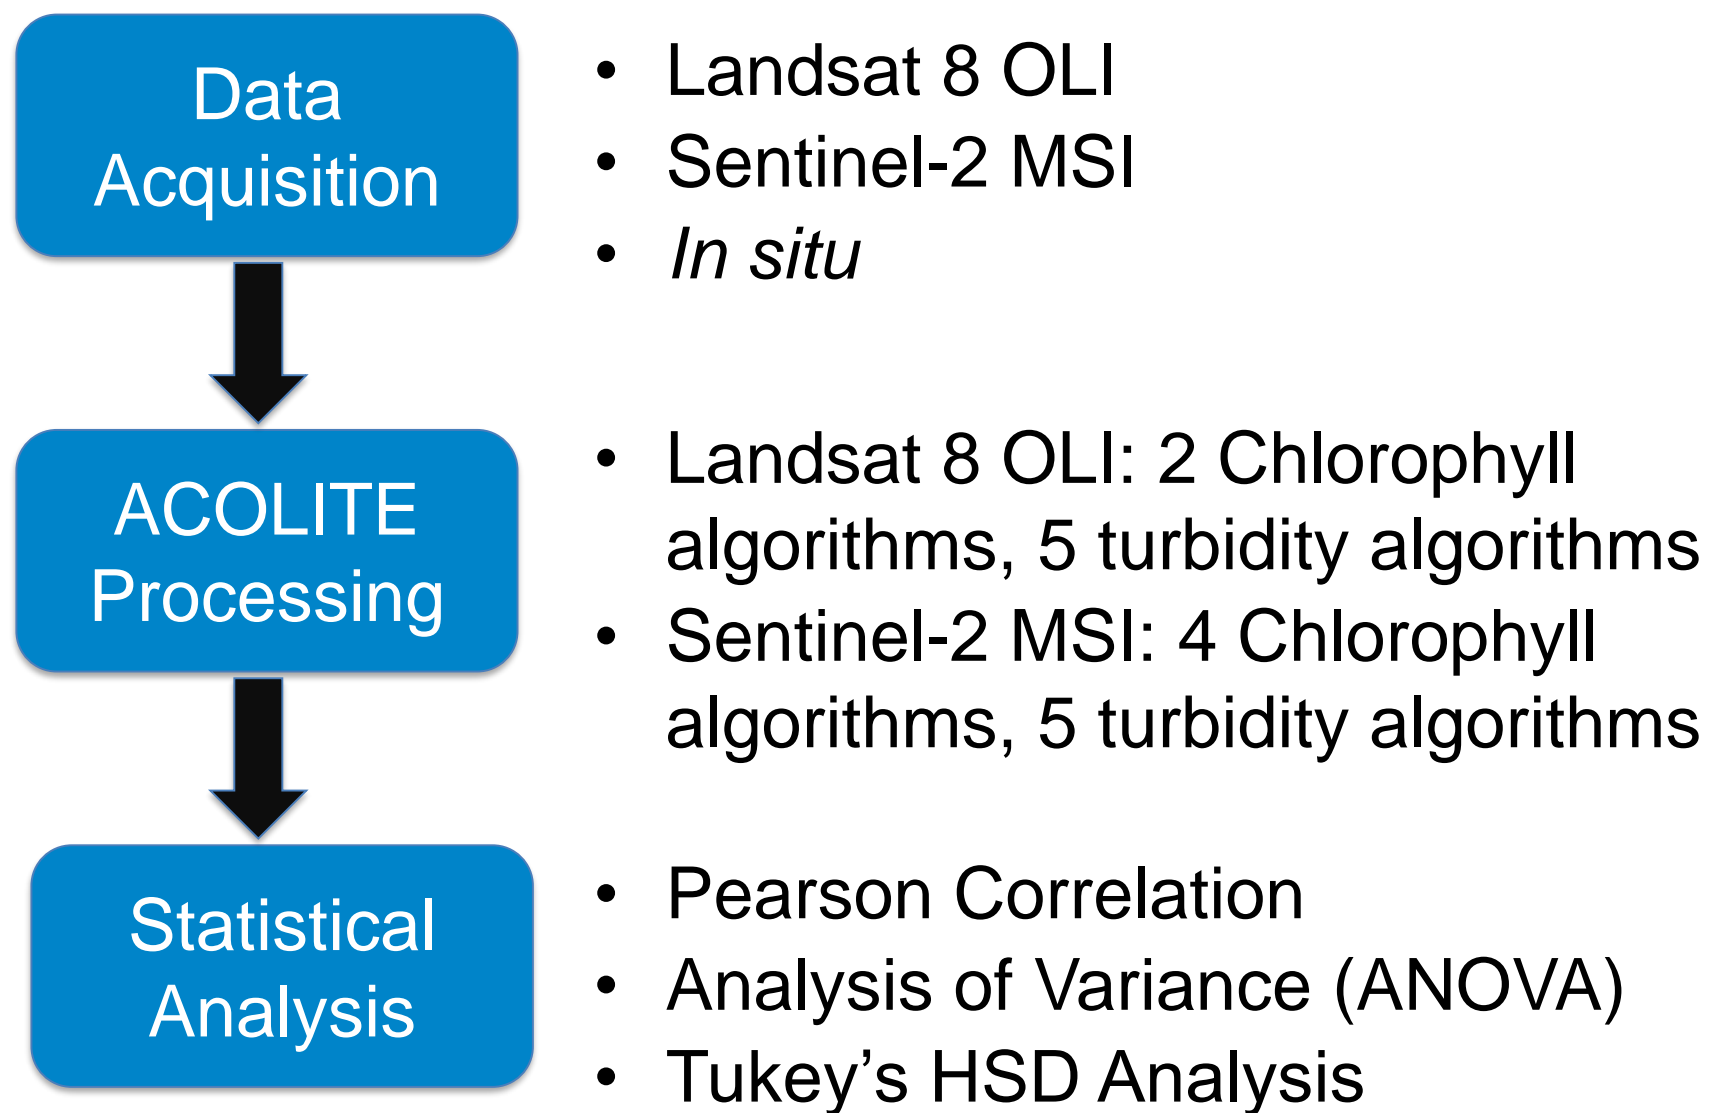 Data
Acquisition
• Landsat 8 OLI
• Sentinel-2 MSI
• In situ
ACOLITE
Processing
• Landsat 8 OLI: 2 Chlorophyll
algorithms, 5 turbidity algorithms
• Sentinel-2 MSI: 4 Chlorophyll
algorithms, 5 turbidity algorithms
Statistical
Analysis
• Pearson Correlation
• Analysis of Variance (ANOVA)
• Tukey’s HSD Analysis